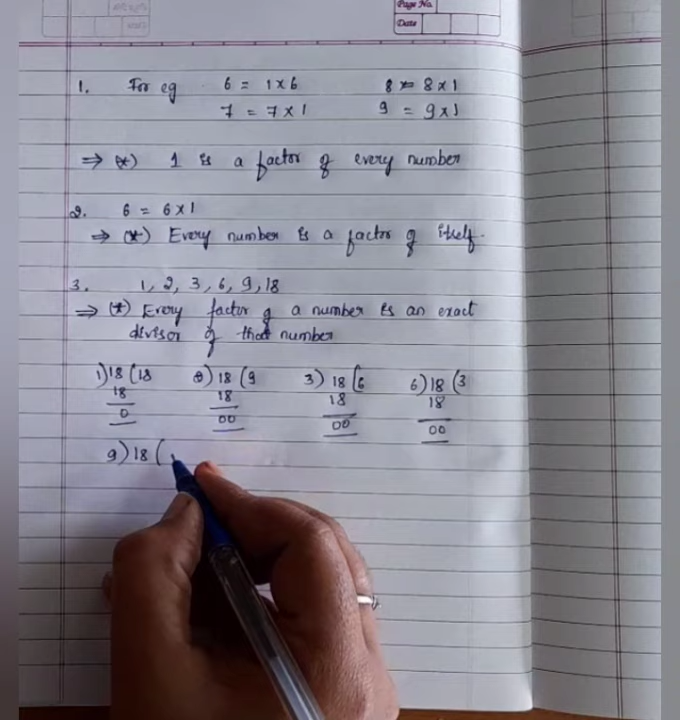 Page No.
Date
1. For eg 6 = 1 x 6 8 = 8 x 1
7 = 7 x 1 9 = 9 x 1
⇒ (*) 1 is a factor of every number
2. 6 = 6 x 1
⇒ (*) Every number is a factor of itself.
3. 1, 2, 3, 6, 9, 18
⇒ (*) Every factor of a number is an exact
divisor of that number
1) 18 (18 2) 18 (9 3) 18 (6 6) 18 (3
18 18 18 18
0 00 00 00
9) 18 (